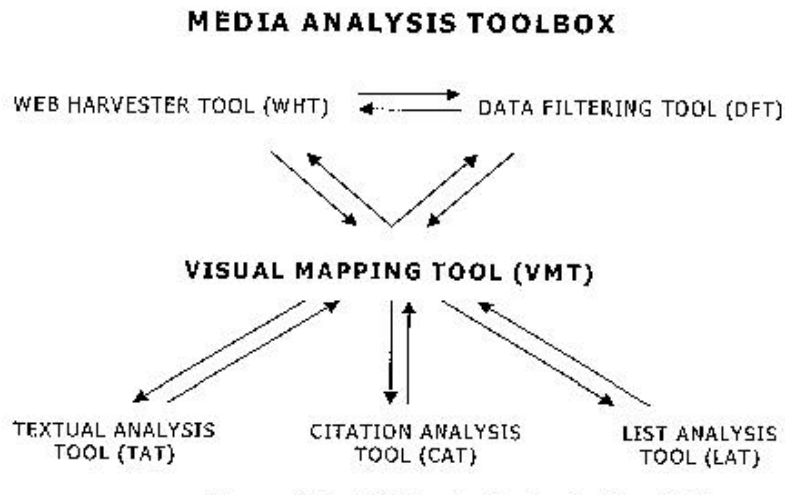 MEDIA ANALYSIS TOOLBOX
WEB HARVESTER TOOL (WHT)
DATA FILTERING TOOL (DFT)
VISUAL MAPPING TOOL (VMT)
TEXTUAL ANALYSIS
TOOL (TAT)
CITATION ANALYSIS
TOOL (CAT)
LIST ANALYSIS
TOOL (LAT)